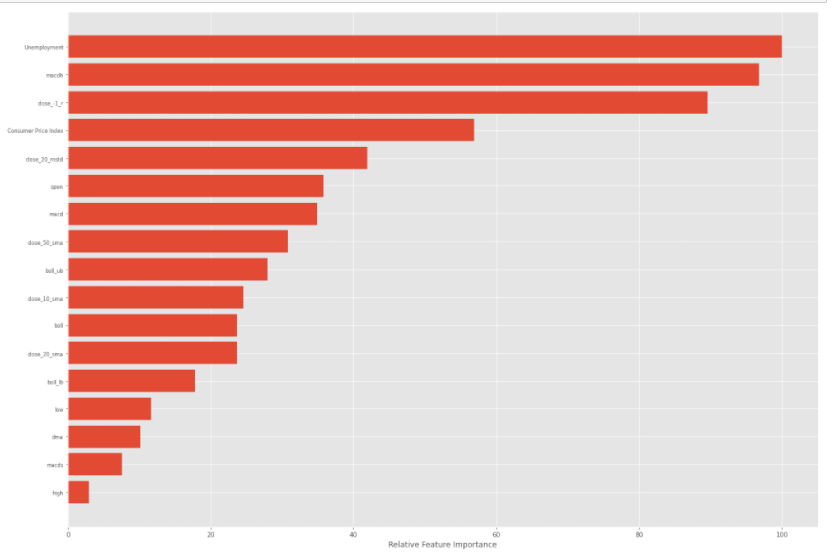 Unemployment
macdh
close_-1_r
Consumer Price Index
close_20_mstd
open
macd
close_50_sma
boll_ub
close_10_sma
boll
close_20_sma
boll_lb
low
dma
macds
high
0 20 40 60 80 100
Relative Feature Importance